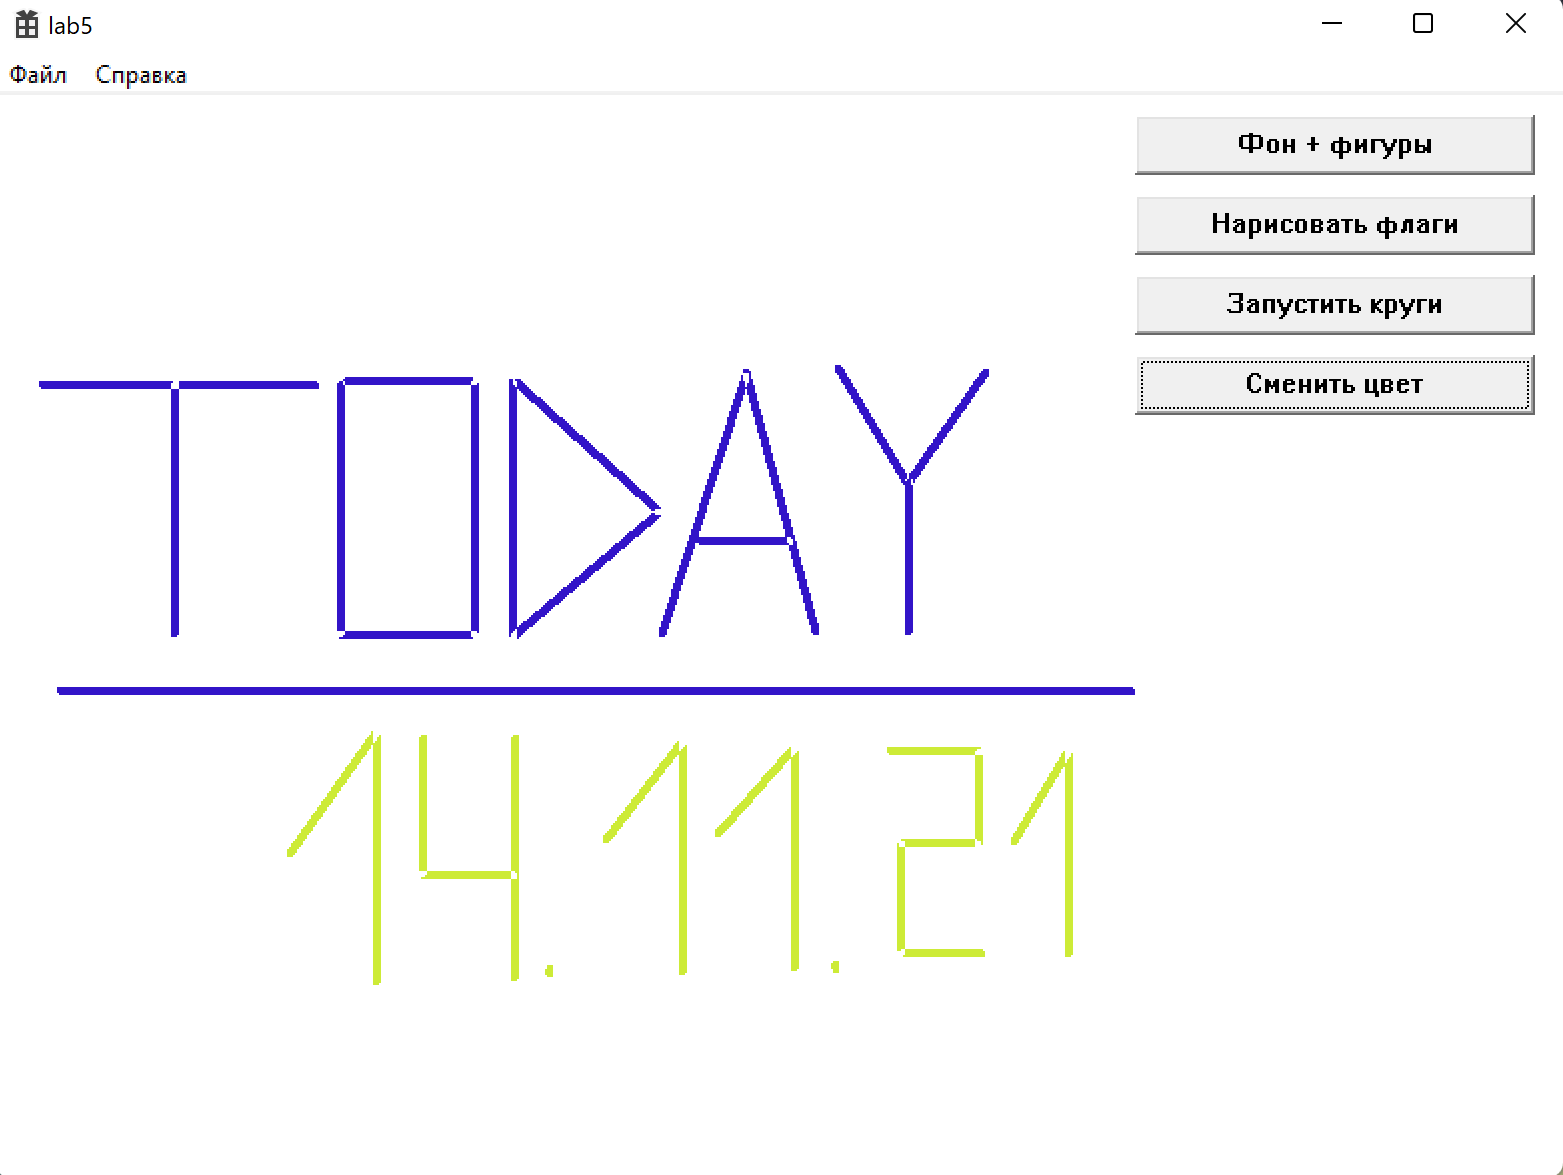 lab5
Файл Справка
Фон + фигуры
Нарисовать флаги
Запустить круги
Сменить цвет
TODAY
14.11.21